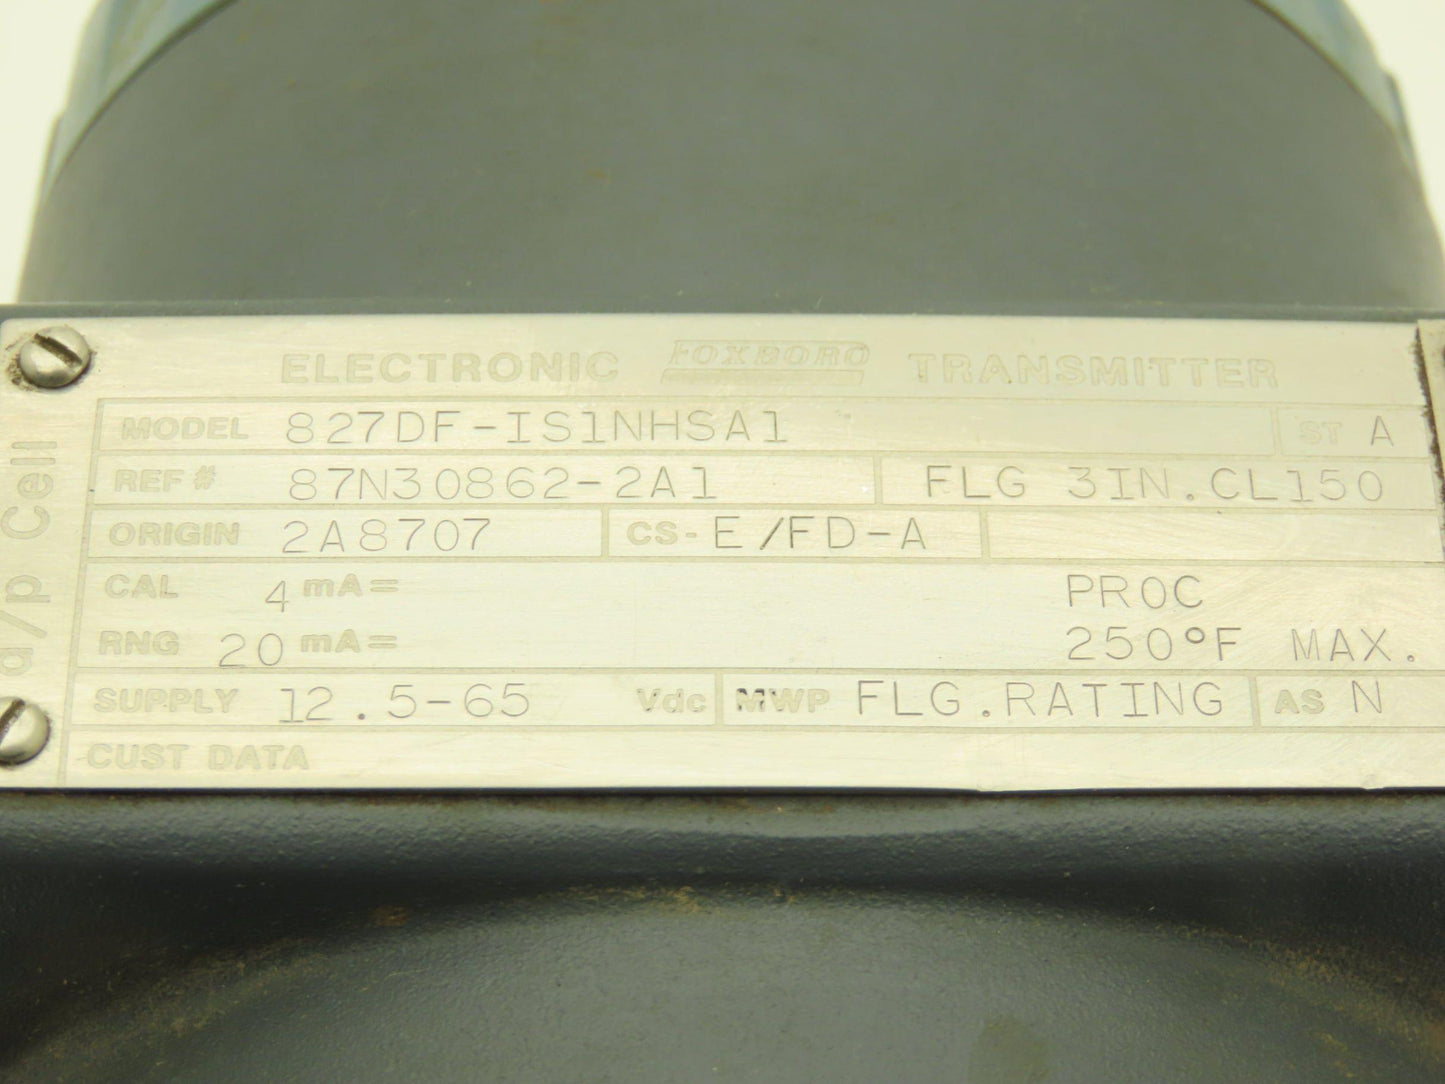 ELECTRONIC FOXBORO TRANSMITTER
MODEL 827DF-IS1NHSA1 ST A
REF # 87N30862-2A1 FLG 3IN.CL150
ORIGIN 2A8707 CS- E/FD-A
CAL 4 mA= PROC
RNG 20 mA= 250°F MAX.
SUPPLY 12.5-65 Vdc MWP FLG.RATING AS N
CUST DATA
d/p Cell